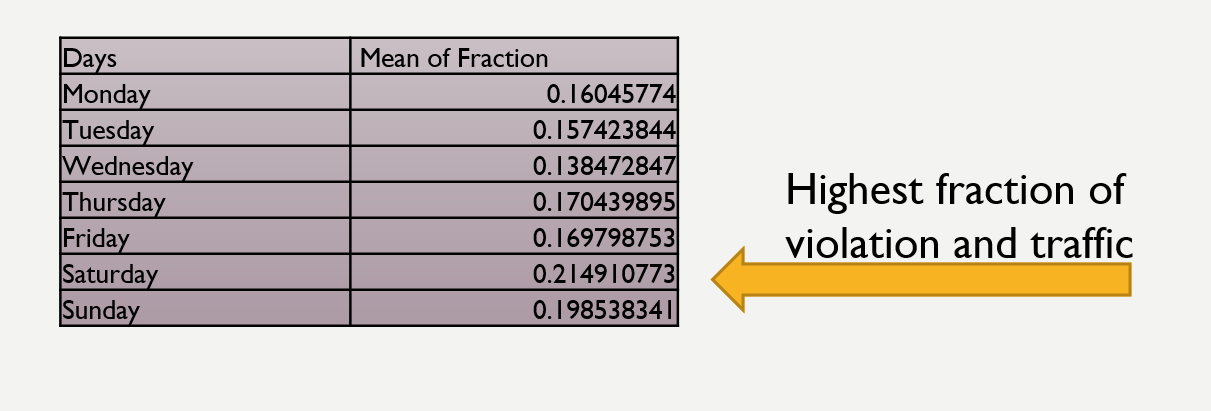 Days Mean of Fraction
Monday 0.16045774
Tuesday 0.157423844
Wednesday 0.138472847
Thursday 0.170439895
Friday 0.169798753
Saturday 0.214910773
Sunday 0.198538341
Highest fraction of
violation and traffic